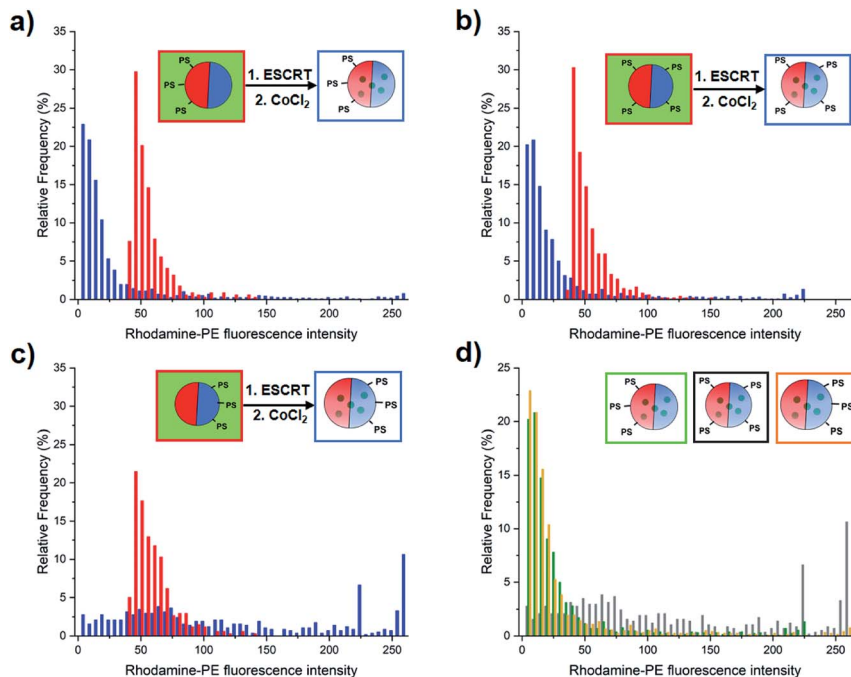 a)
35
30
25
20
15
10
5
0
Relative Frequency (%)
0 50 100 150 200 250
Rhodamine-PE fluorescence intensity
PS
PS
PS
1. ESCRT
2. CoCl2
PS
PS
PS
b)
35
30
25
20
15
10
5
0
Relative Frequency (%)
0 50 100 150 200 250
Rhodamine-PE fluorescence intensity
PS PS
PS PS
1. ESCRT
2. CoCl2
PS PS
PS PS
c)
35
30
25
20
15
10
5
0
Relative Frequency (%)
0 50 100 150 200 250
Rhodamine-PE fluorescence intensity
PS
PS
PS
1. ESCRT
2. CoCl2
PS
PS
PS
d)
25
20
15
10
5
0
Relative Frequency (%)
0 50 100 150 200 250
Rhodamine-PE fluorescence intensity
PS
PS
PS
PS PS
PS PS
PS
PS
PS